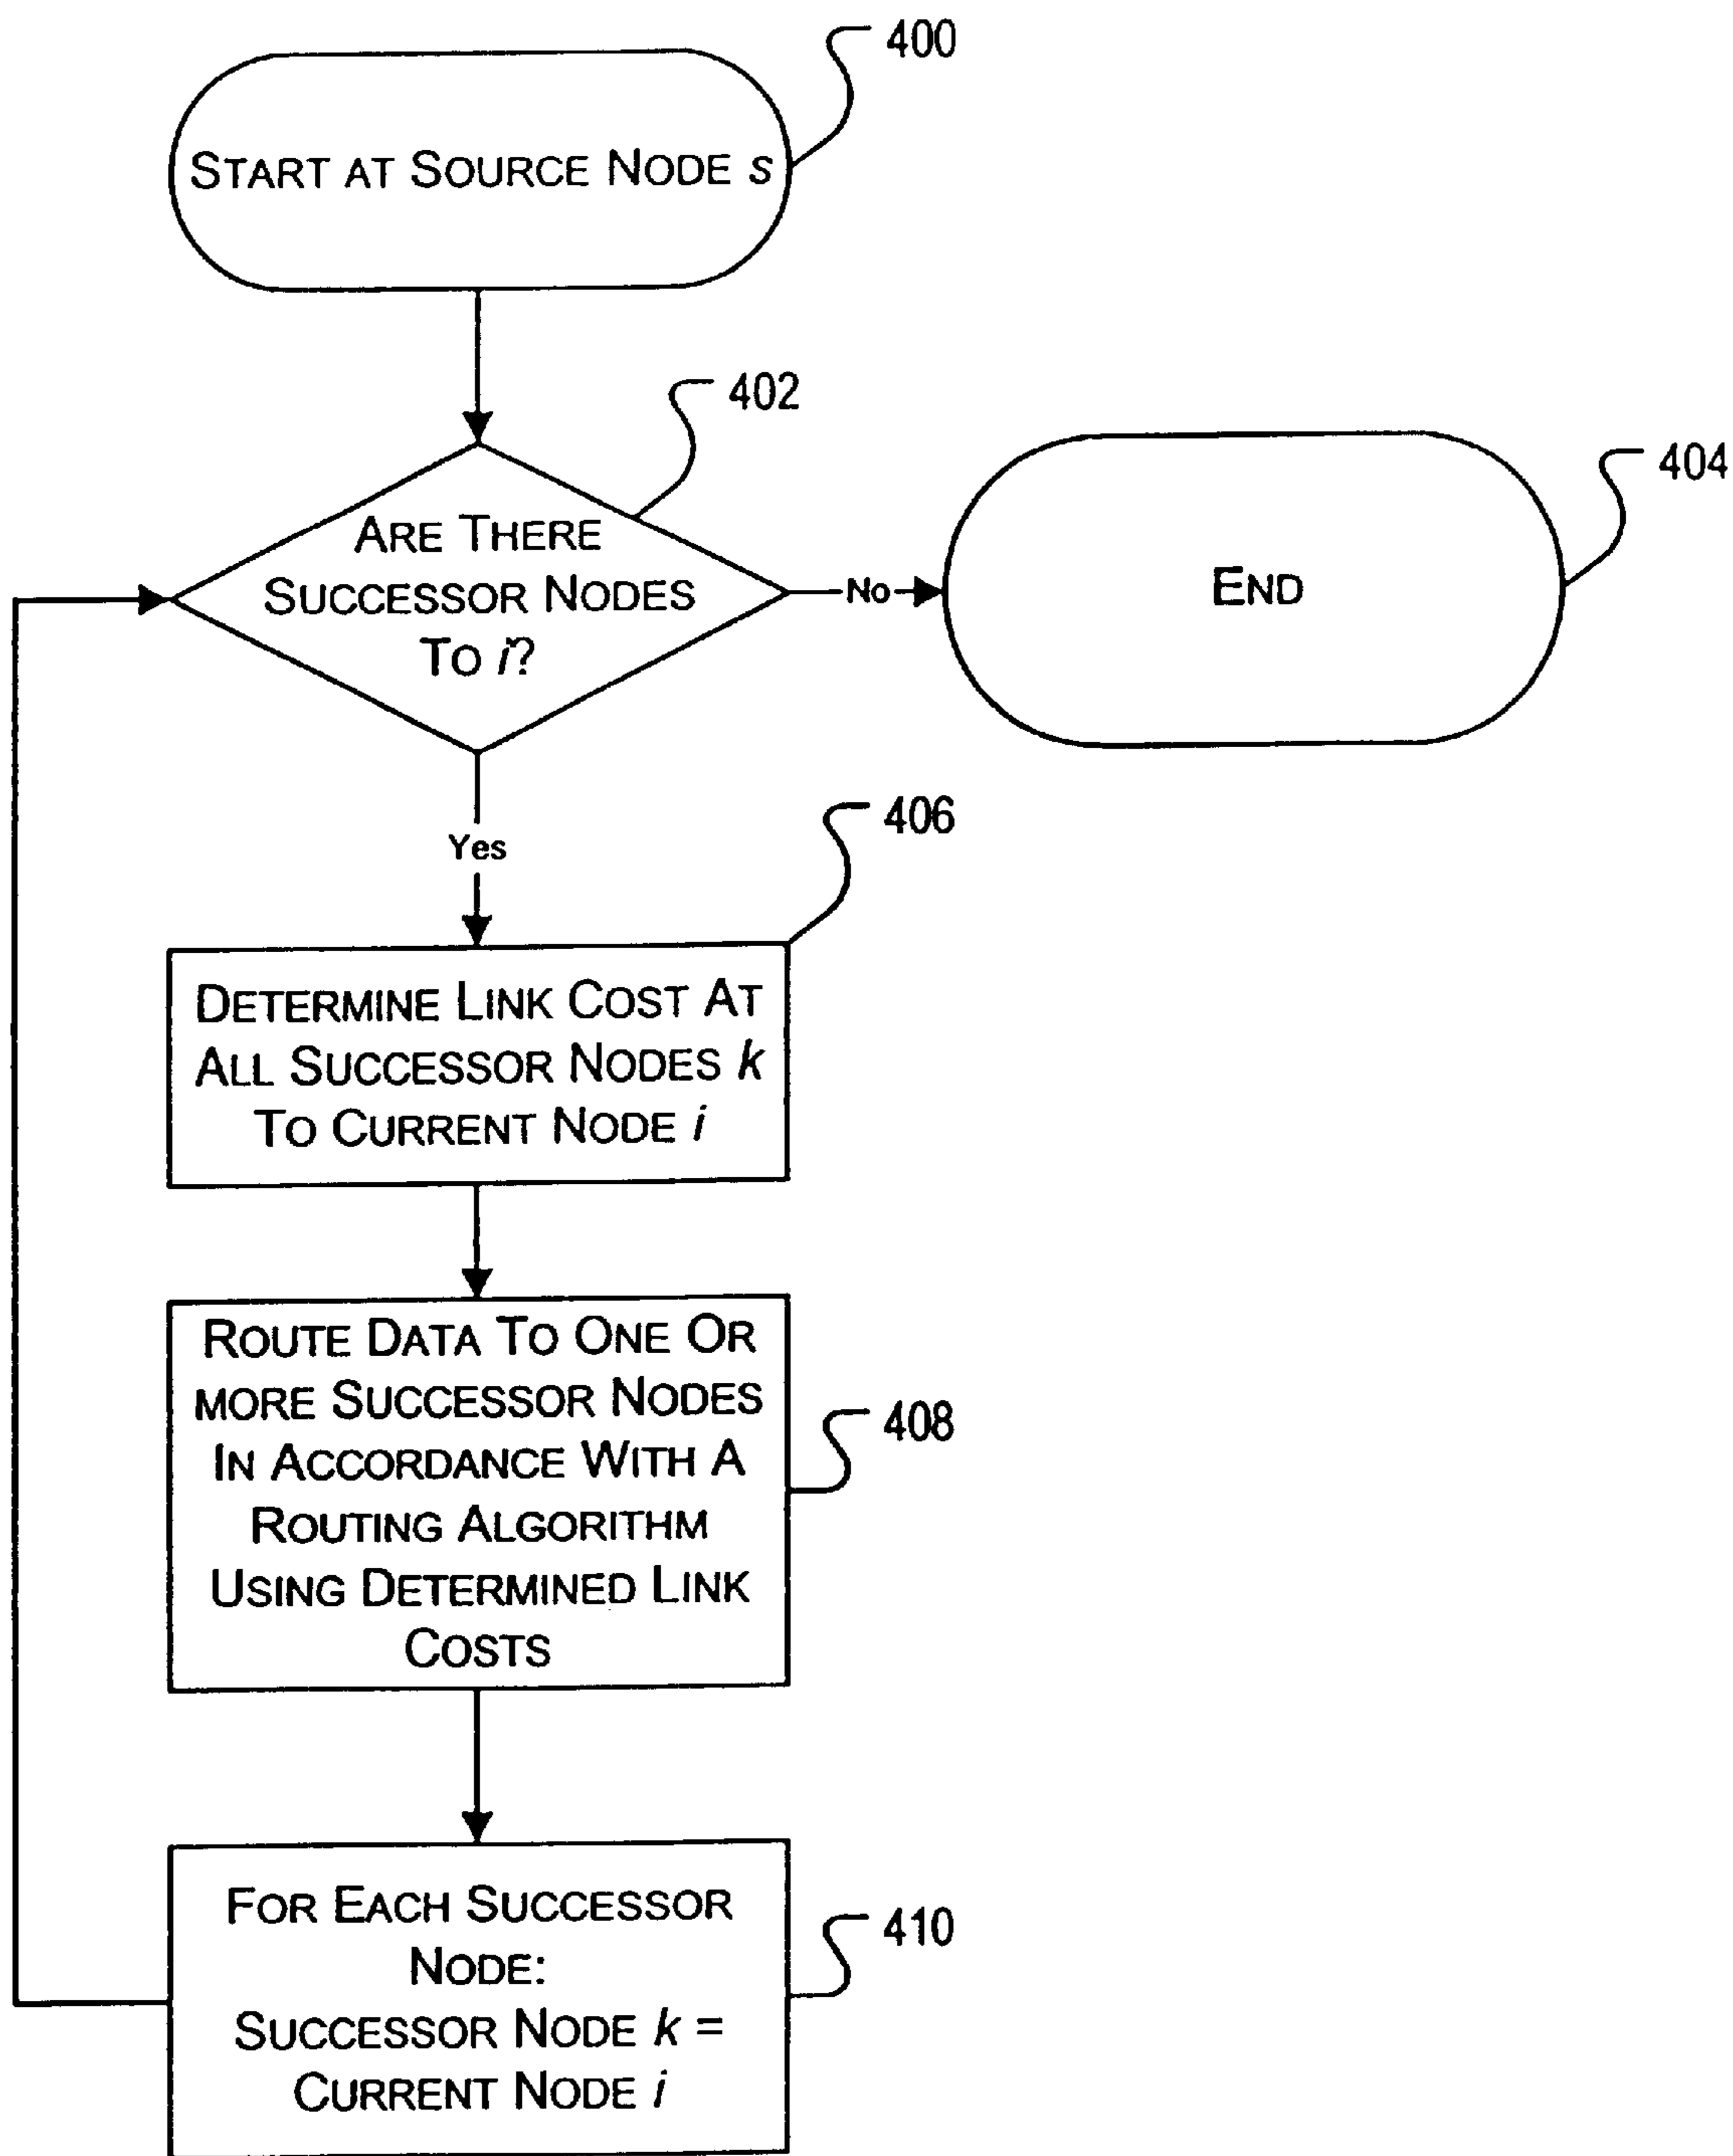 400
START AT SOURCE NODE s
402
ARE THERE
SUCCESSOR NODES
TO i?
No
404
END
Yes
406
DETERMINE LINK COST AT
ALL SUCCESSOR NODES k
TO CURRENT NODE i
ROUTE DATA TO ONE OR
MORE SUCCESSOR NODES
IN ACCORDANCE WITH A
ROUTING ALGORITHM
USING DETERMINED LINK
COSTS
408
FOR EACH SUCCESSOR
NODE:
SUCCESSOR NODE k =
CURRENT NODE i
410